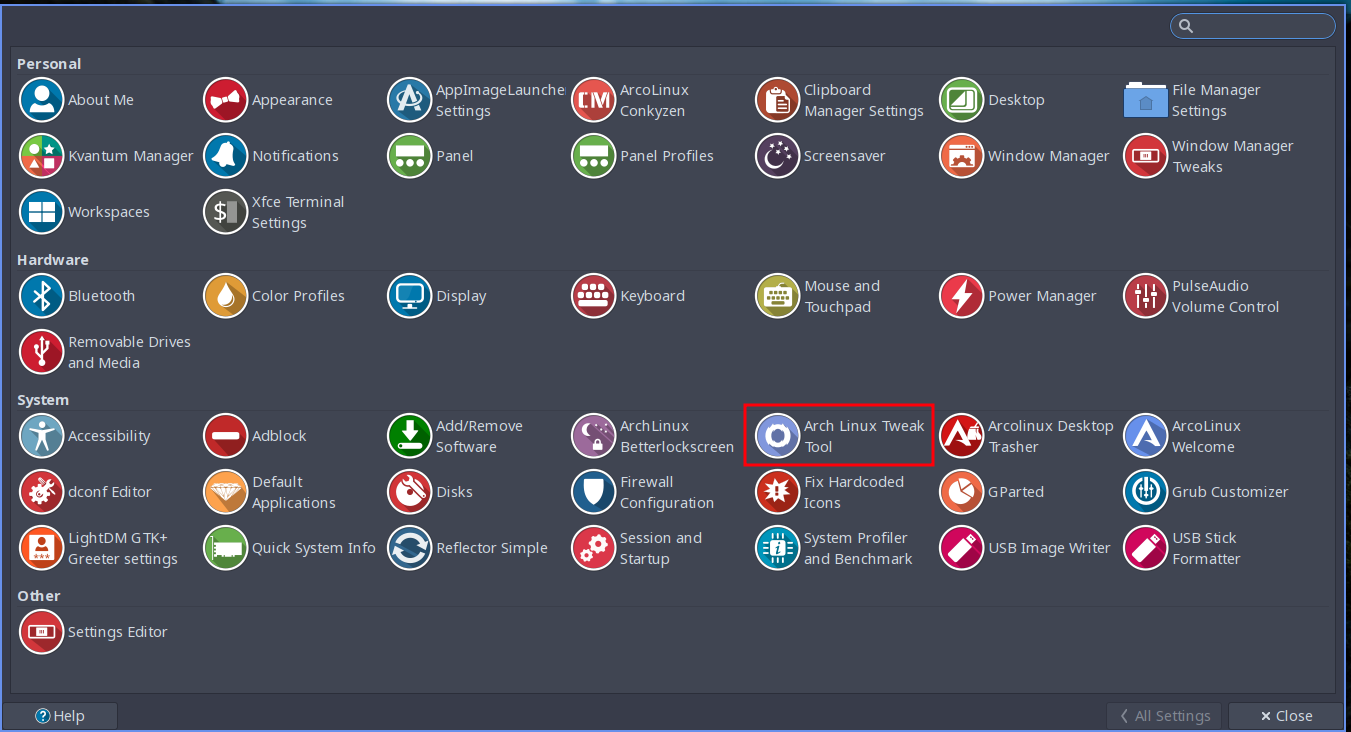 Personal
About Me
Appearance
AppImageLaunche
Settings
ArcoLinux
Conkyzen
Clipboard
Manager Settings
Desktop
File Manager
Settings
Kvantum Manager
Notifications
Panel
Panel Profiles
Screensaver
Window Manager
Window Manager
Tweaks
Workspaces
$
Xfce Terminal
Settings
Hardware
Bluetooth
Color Profiles
Display
Keyboard
Mouse and
Touchpad
Power Manager
PulseAudio
Volume Control
Removable Drives
and Media
System
Accessibility
Adblock
Add/Remove
Software
ArchLinux
Betterlockscreen
Arch Linux Tweak
Tool
Arcolinux Desktop
Trasher
ArcoLinux
Welcome
dconf Editor
Default
Applications
Disks
Firewall
Configuration
Fix Hardcoded
Icons
GParted
Grub Customizer
LightDM GTK+
Greeter settings
Quick System Info
Reflector Simple
Session and
Startup
System Profiler
and Benchmark
USB Image Writer
USB Stick
Formatter
Other
Settings Editor
? Help
All Settings
Close